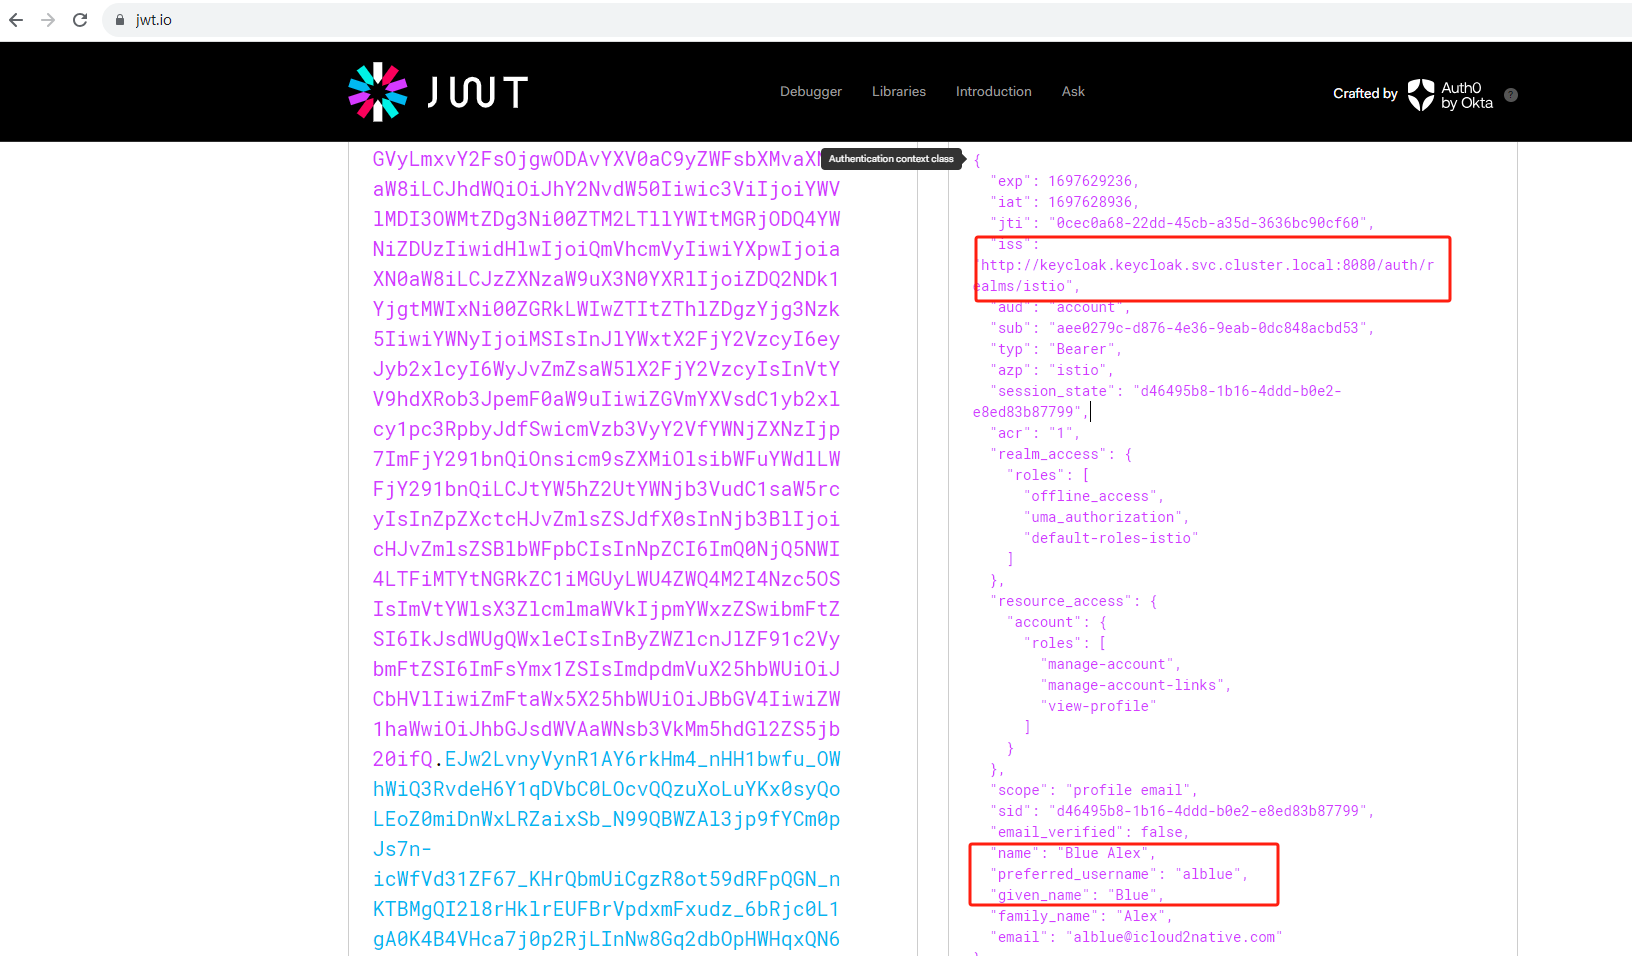 jwt.io
JWT
Debugger
Libraries
Introduction
Ask
Crafted by
Auth0
by Okta
?
GVyLmxvY2FsOjgwODAvYXV0aC9yZWFsbXMvaXN
aW8iLCJhdWQiOiJhY2NvdW50Iiwic3ViIjoiYWV
lMDI3OWMtZDg3Ni00ZTM2LTllYWItMGRjODQ4YW
NiZDUzIiwidHlwIjoiQmVhcmVyIiwiYXpwIjoia
XN0aW8iLCJzZXNzaW9uX3N0YXRlIjoiZDQ2NDk1
YjgtMWIxNi00ZGRkLWIwZTItZThlZDgzYjg3Nzk
5IiwiYWNyIjoiMSIsInJlYWxtX2FjY2VzcyI6ey
Jyb2xlcyI6WyJvZmZsaW5lX2FjY2VzcyIsInVtY
V9hdXRob3JpemF0aW9uIiwiZGVmYXVsdC1yb2xl
cy1pc3RpbyJdfSwicmVzb3VyY2VfYWNjZXNzIjp
7ImFjY291bnQiOnsicm9sZXMiOlsibWFuYWdlLW
FjY291bnQiLCJtYW5hZ2UtYWNjb3VudC1saW5rc
yIsInZpZXctcHJvZmlsZSJdfX0sInNjb3BlIjoi
cHJvZmlsZSBlbWFpbCIsInNpZCI6ImQ0NjQ5NWI
4LTFiMTYtNGRkZC1iMGUyLWU4ZWQ4M2I4Nzc5OS
IsImVtYWlsX3ZlcmlmaWVkIjpmYWxzZSwibmFtZ
SI6IkJsdWUgQWxleCIsInByZWZlcnJlZF91c2Vy
bmFtZSI6ImFsYmx1ZSIsImdpdmVuX25hbWUiOiJ
CbHVlIiwiZmFtaWx5X25hbWUiOiJBbGV4IiwiZW
1haWwiOiJhbGJsdWVAaWNsb3VkMm5hdGl2ZS5jb
20ifQ.EJw2LvnyVynR1AY6rkHm4_nHH1bwfu_OW
hWiQ3RvdeH6Y1qDVbC0LOcvQQzuXoLuYKx0syQo
LEoZ0miDnWxLRZaixSb_N99QBWZAl3jp9fYCm0p
Js7n-
icWfVd31ZF67_KHrQbmUiCgzR8ot59dRFpQGN_n
KTBMgQI2l8rHklrEUFBrVpdxmFxudz_6bRjc0L1
gA0K4B4VHca7j0p2RjLInNw8Gq2dbOpHWHqxQN6
Authentication context class
{
"exp": 1697629236,
"iat": 1697628936,
"jti": "0cec0a68-22dd-45cb-a35d-3636bc90cf60",
"iss":
"http://keycloak.keycloak.svc.cluster.local:8080/auth/r
ealms/istio",
"aud": "account",
"sub": "aee0279c-d876-4e36-9eab-0dc848acbd53",
"typ": "Bearer",
"azp": "istio",
"session_state": "d46495b8-1b16-4ddd-b0e2-
e8ed83b87799",
"acr": "1",
"realm_access": {
"roles": [
"offline_access",
"uma_authorization",
"default-roles-istio"
]
},
"resource_access": {
"account": {
"roles": [
"manage-account",
"manage-account-links",
"view-profile"
]
}
},
"scope": "profile email",
"sid": "d46495b8-1b16-4ddd-b0e2-e8ed83b87799",
"email_verified": false,
"name": "Blue Alex",
"preferred_username": "alblue",
"given_name": "Blue",
"family_name": "Alex",
"email": "alblue@icloud2native.com"